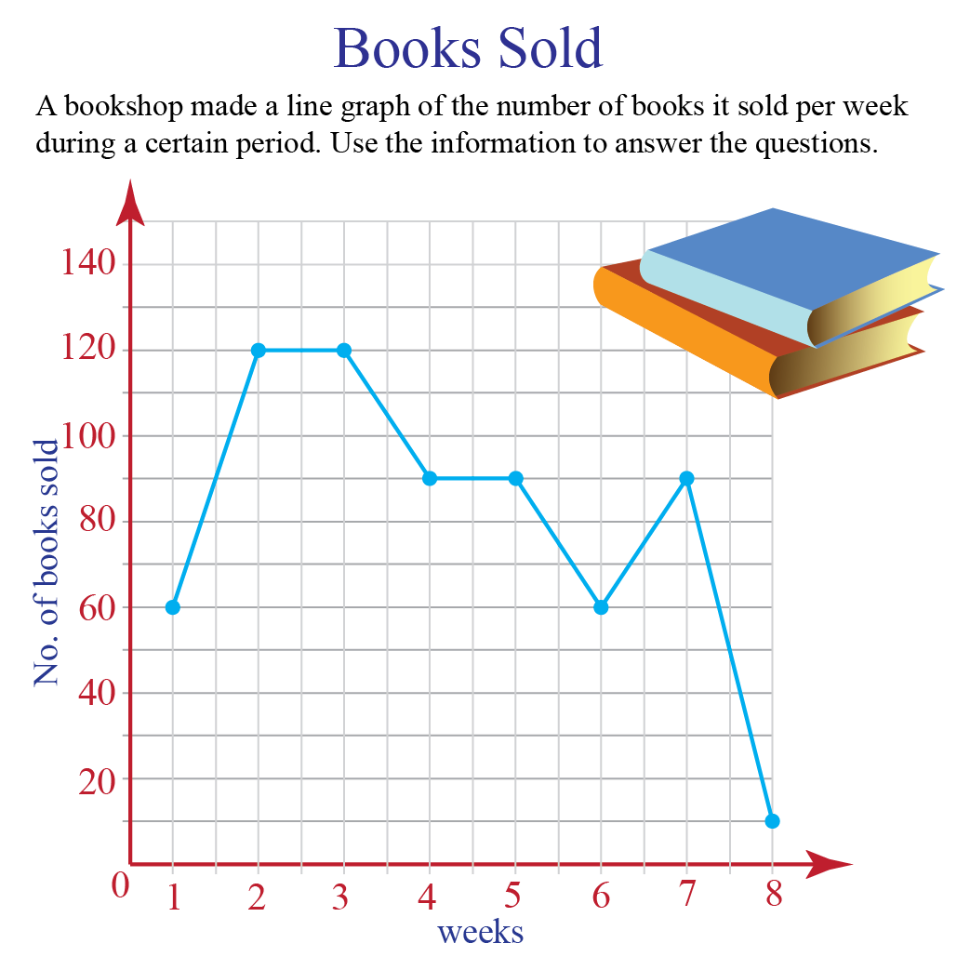 Books Sold
A bookshop made a line graph of the number of books it sold per week
during a certain period. Use the information to answer the questions.
No. of books sold
140
120
100
80
60
40
20
0
1 2 3 4 5 6 7 8
weeks